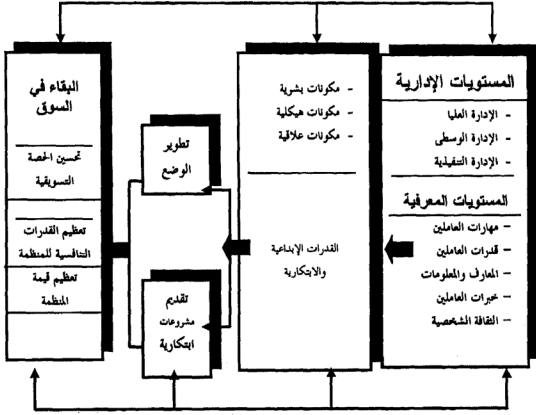 المستويات الإدارية
- الإدارة العليا
- الإدارة الوسطى
- الإدارة التنفيذية
المستويات المعرفية
- مهارات العاملين
- قدرات العاملين
- المعارف والمعلومات
- خبرات العاملين
- الثقافة الشخصية
- مكونات بشرية
- مكونات هيكلية
- مكونات علاقية
القدرات الإبداعية
والابتكارية
تطوير
الوضع
تقديم
مشروعات
ابتكارية
البقاء في
السوق
تحسين الحصة
التسويقية
تعظيم القدرات
التنافسية للمنظمة
تعظيم قيمة
المنظمة